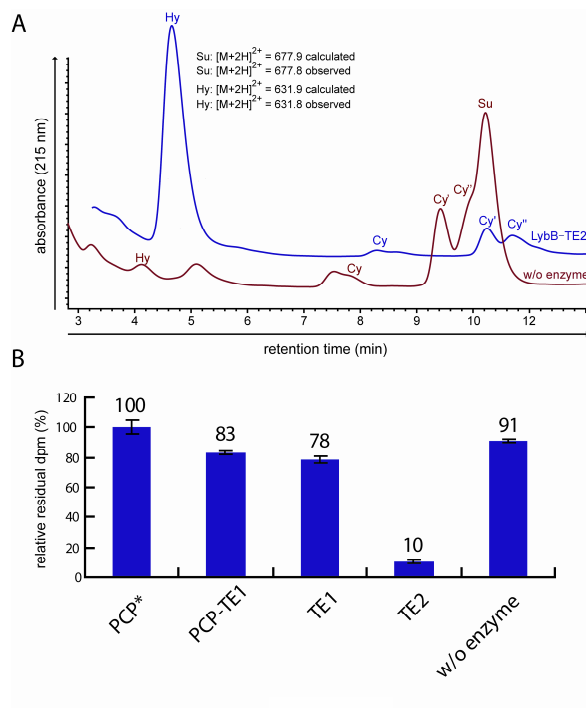 A
Hy
Su: [M+2H]2+ = 677.9 calculated
Su: [M+2H]2+ = 677.8 observed
Hy: [M+2H]2+ = 631.9 calculated
Hy: [M+2H]2+ = 631.8 observed
Su
absorbance (215 nm)
Cy' Cy''
Cy' Cy'' LybB-TE2
Cy
Hy
Cy
w/o enzyme
3 4 5 6 7 8 9 10 11 12
retention time (min)
B
relative residual dpm (%)
120
100
80
60
40
20
0
100 83 78 10 91
PCP* PCP-TE1 TE1 TE2 w/o enzyme